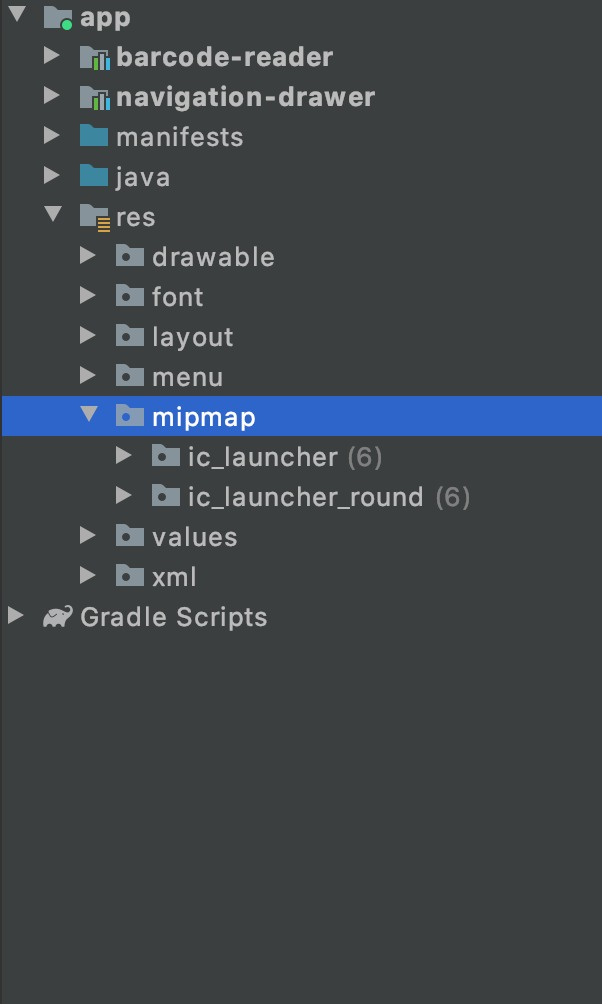 app
barcode-reader
navigation-drawer
manifests
java
res
drawable
font
layout
menu
mipmap
ic_launcher (6)
ic_launcher_round (6)
values
xml
Gradle Scripts